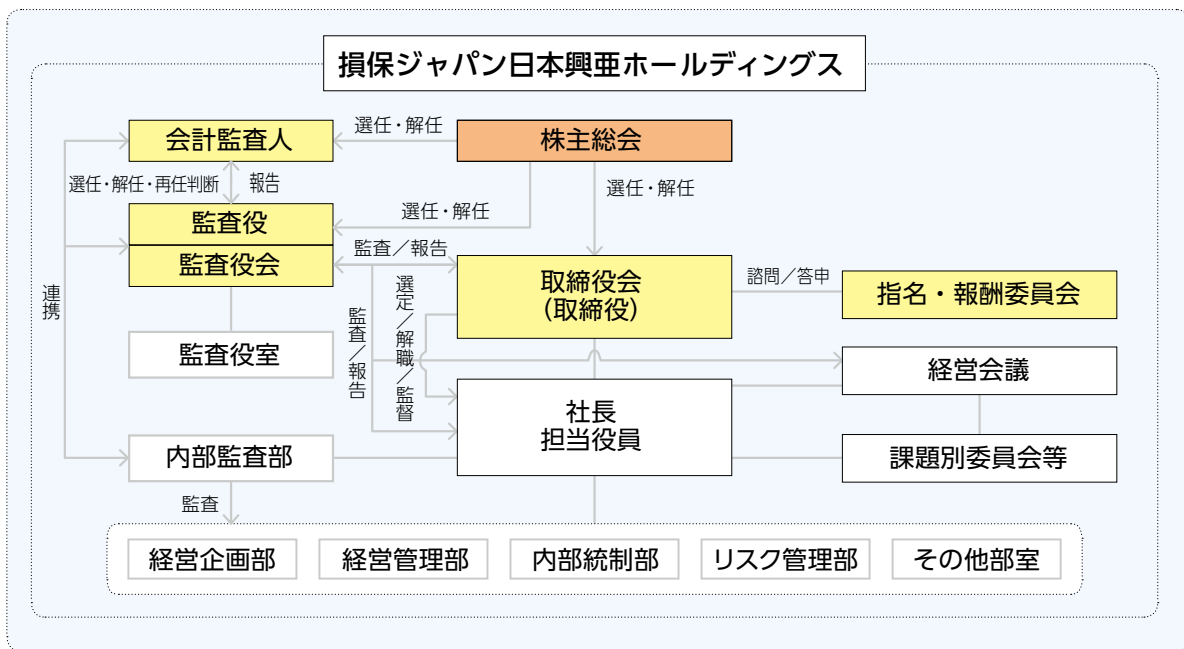 損保ジャパン日本興亜ホールディングス
会計監査人
選任・解任
株主総会
選任・解任・再任判断
報告
選任・解任
監査役
選任・解任
監査役会
監査／報告
取締役会
（取締役）
諮問／答申
指名・報酬委員会
連携
監査／報告
選定／解職／監督
監査役室
経営会議
社長
担当役員
内部監査部
課題別委員会等
監査
経営企画部
経営管理部
内部統制部
リスク管理部
その他部室